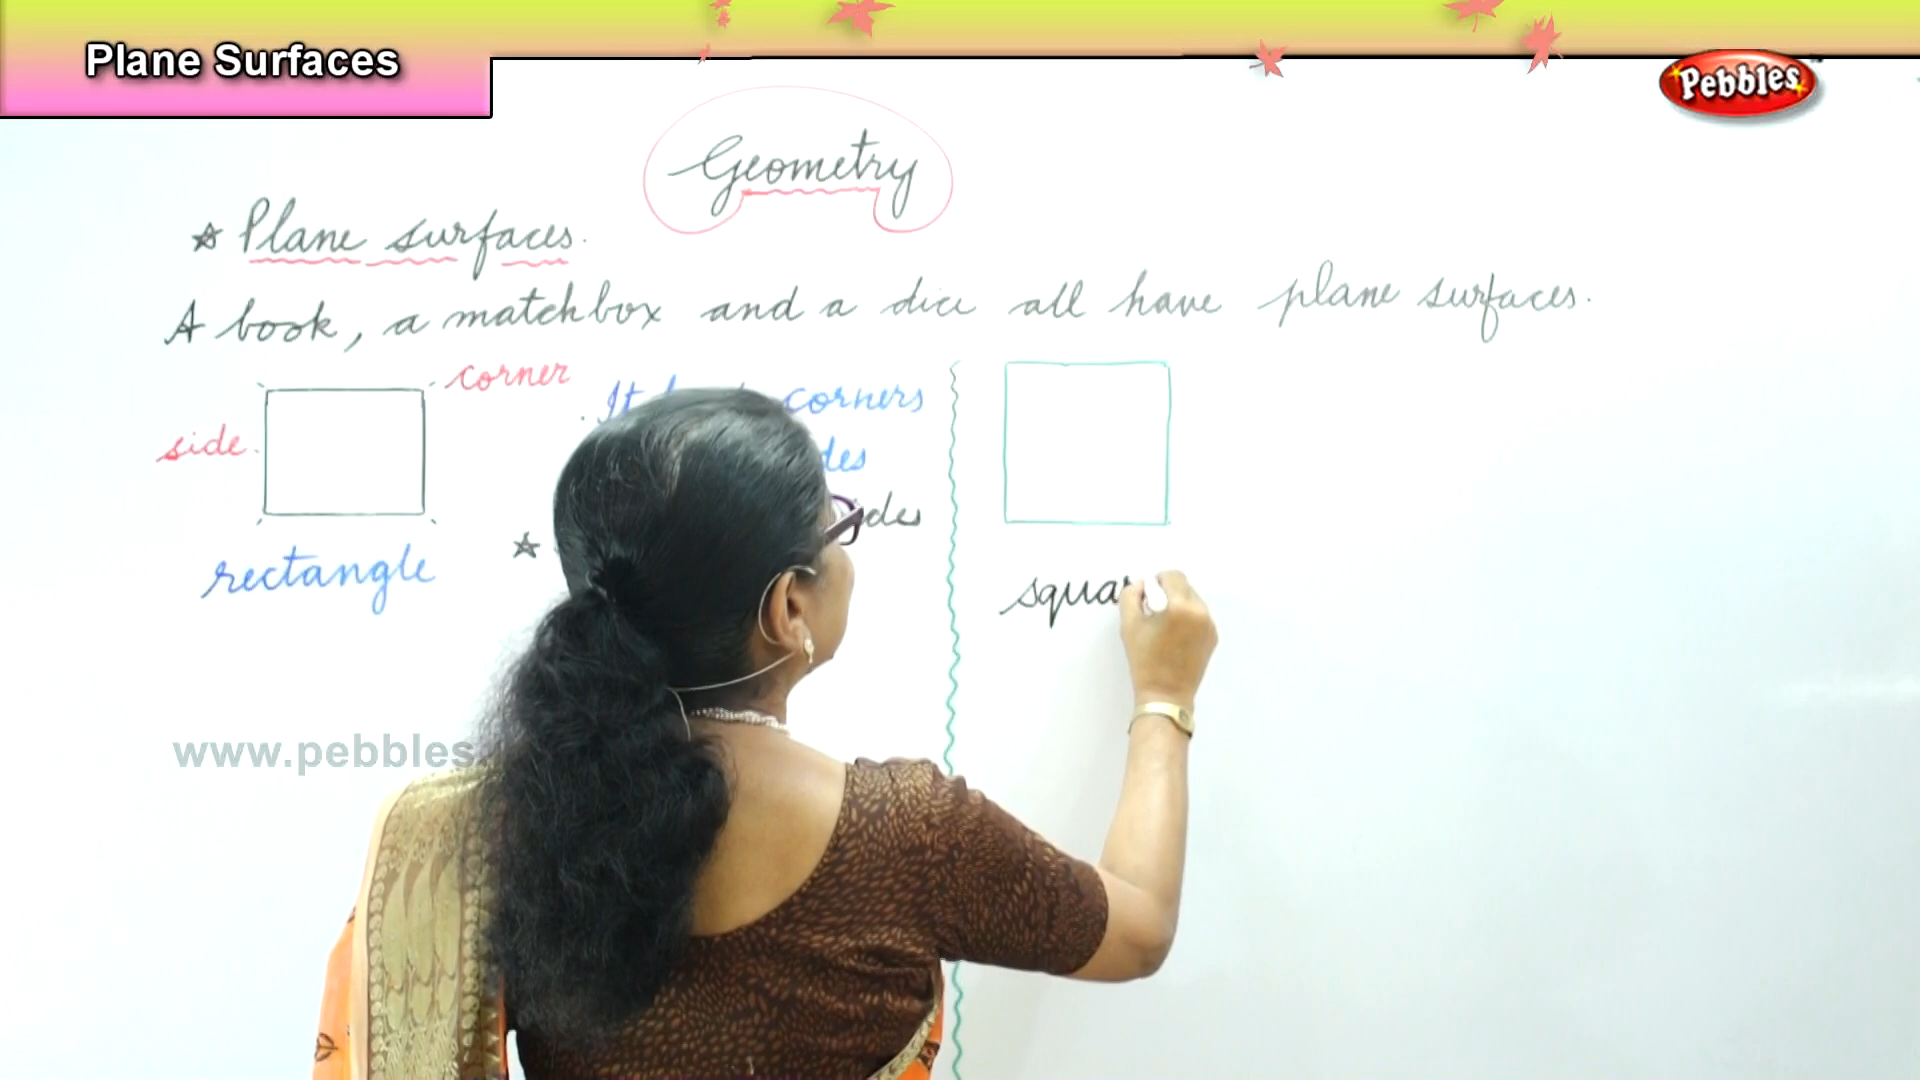 Plane Surfaces
Pebbles
Geometry
Plane surfaces.
A book, a matchbox and a dice all have plane surfaces.
corner
side
rectangle
It corners
square
www.pebbles.